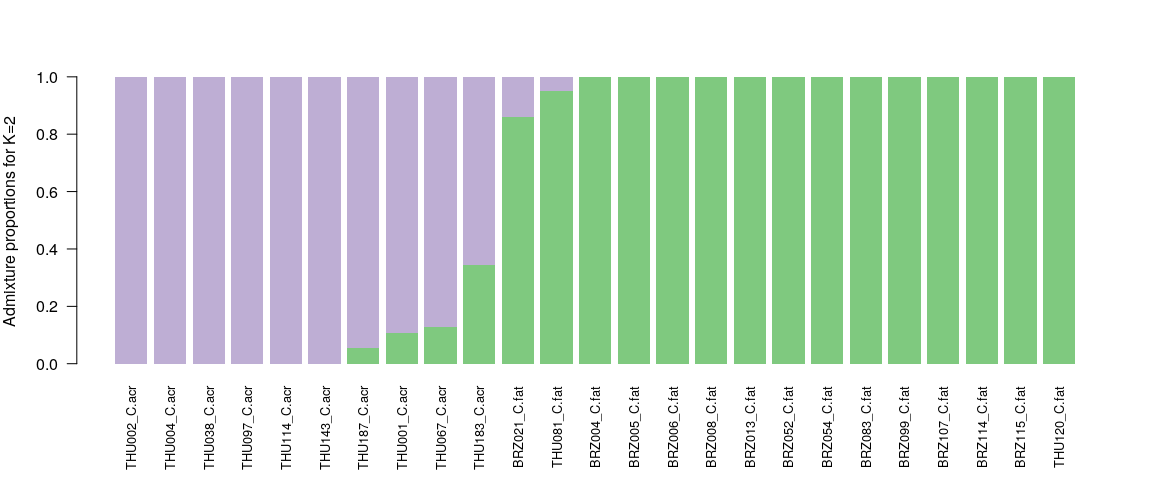 Admixture proportions for K=2
1.0
0.8
0.6
0.4
0.2
0.0
THU002_C.acr
THU004_C.acr
THU038_C.acr
THU097_C.acr
THU114_C.acr
THU143_C.acr
THU187_C.acr
THU001_C.acr
THU067_C.acr
THU183_C.acr
BRZ021_C.fat
THU081_C.fat
BRZ004_C.fat
BRZ005_C.fat
BRZ006_C.fat
BRZ008_C.fat
BRZ013_C.fat
BRZ052_C.fat
BRZ054_C.fat
BRZ083_C.fat
BRZ099_C.fat
BRZ107_C.fat
BRZ114_C.fat
BRZ115_C.fat
THU120_C.fat